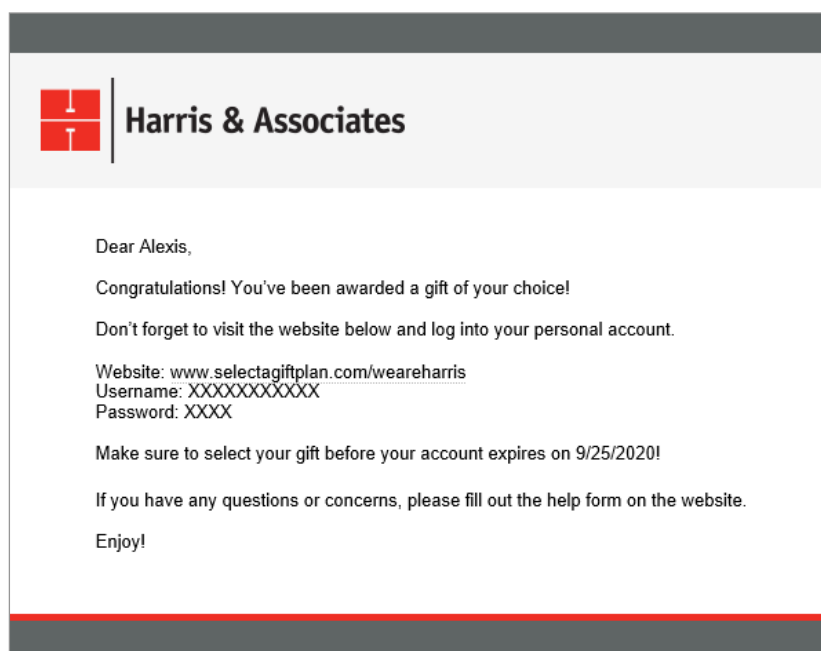 Harris & Associates
Dear Alexis,
Congratulations! You've been awarded a gift of your choice!
Don't forget to visit the website below and log into your personal account.
Website: www.selectagiftplan.com/weareharris
Username: XXXXXXXXXXX
Password: XXXX
Make sure to select your gift before your account expires on 9/25/2020!
If you have any questions or concerns, please fill out the help form on the website.
Enjoy!